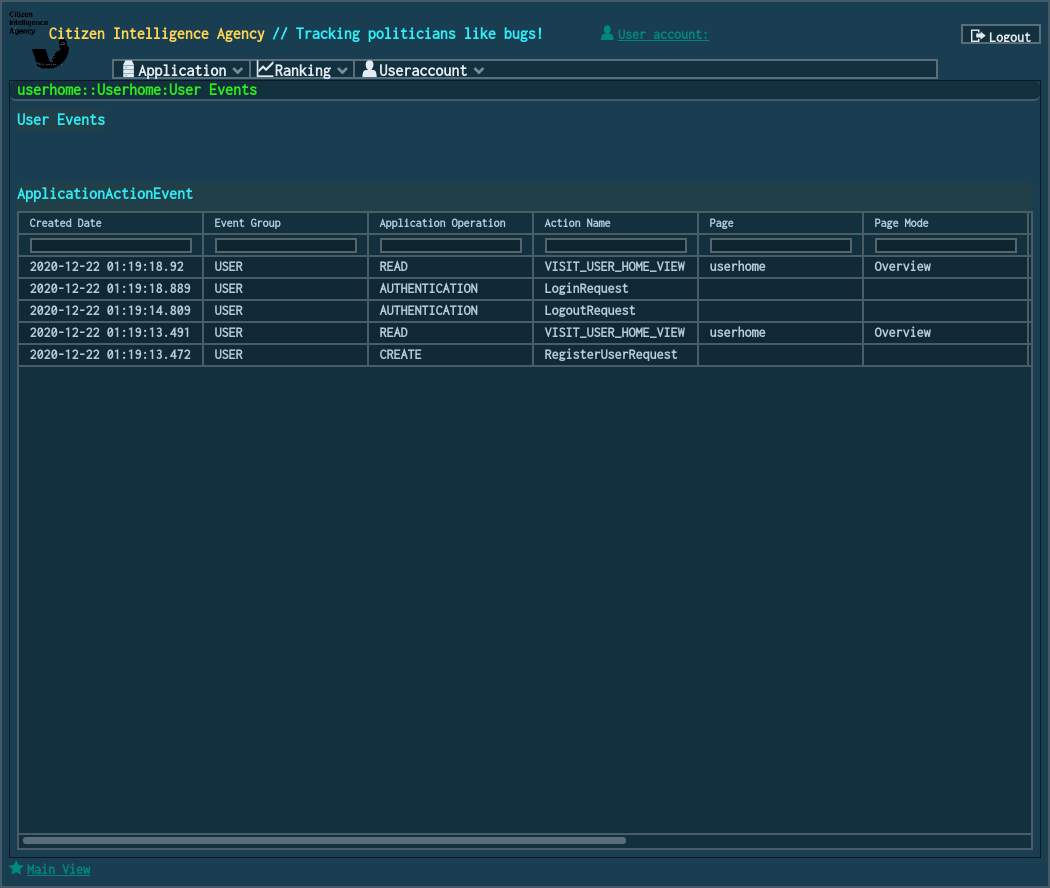 Citizen
Intelligence
Agency
Citizen Intelligence Agency // Tracking politicians like bugs!
User account:
Logout
Application Ranking Useraccount
userhome::Userhome:User Events
User Events
ApplicationActionEvent
Created Date Event Group Application Operation Action Name Page Page Mode
2020-12-22 01:19:18.92 USER READ VISIT_USER_HOME_VIEW userhome Overview
2020-12-22 01:19:18.889 USER AUTHENTICATION LoginRequest
2020-12-22 01:19:14.809 USER AUTHENTICATION LogoutRequest
2020-12-22 01:19:13.491 USER READ VISIT_USER_HOME_VIEW userhome Overview
2020-12-22 01:19:13.472 USER CREATE RegisterUserRequest
Main View